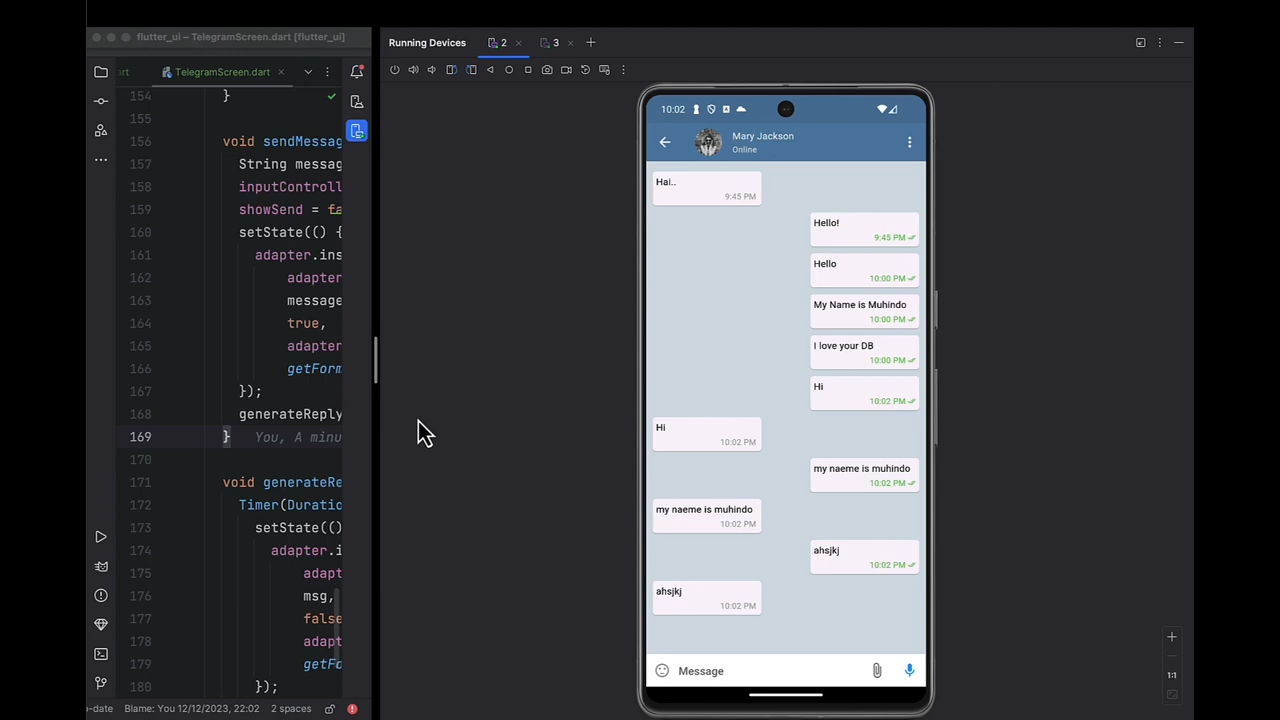 flutter_ui – TelegramScreen.dart [flutter_ui]
Running Devices
2
3
art
TelegramScreen.dart
154
}
155
156
void sendMessag
157
String messag
158
inputControll
159
showSend = fa
160
setState(() {
161
adapter.ins
162
adapter
163
message
164
true,
165
adapter
166
getForm
167
});
168
generateReply
169
} You, A minu
170
171
void generateRe
172
Timer(Duratio
173
setState(()
174
adapter.i
175
adapt
176
msg,
177
false
178
adapt
179
getFo
180
});
p-date
Blame: You 12/12/2023, 22:02
2 spaces
10:02
Mary Jackson
Online
Hai..
9:45 PM
Hello!
9:45 PM
Hello
10:00 PM
My Name is Muhindo
10:00 PM
I love your DB
10:00 PM
Hi
10:02 PM
Hi
10:02 PM
my naeme is muhindo
10:02 PM
my naeme is muhindo
10:02 PM
ahsjkj
10:02 PM
ahsjkj
10:02 PM
Message
1:1